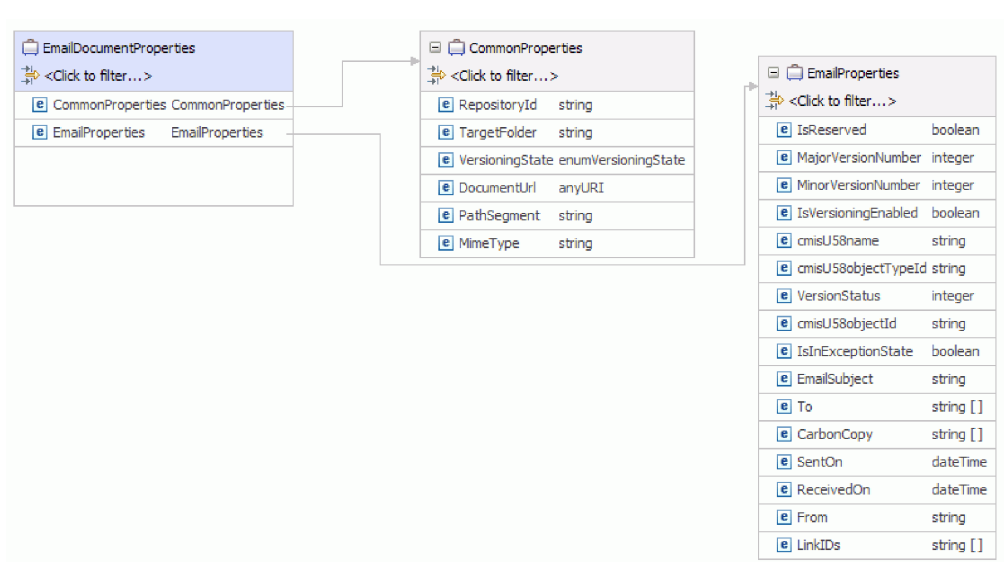 EmailDocumentProperties
<Click to filter...>
CommonProperties CommonProperties
EmailProperties EmailProperties
CommonProperties
<Click to filter...>
RepositoryId string
TargetFolder string
VersioningState enumVersioningState
DocumentUrl anyURI
PathSegment string
MimeType string
EmailProperties
<Click to filter...>
IsReserved boolean
MajorVersionNumber integer
MinorVersionNumber integer
IsVersioningEnabled boolean
cmisU58name string
cmisU58objectTypeId string
VersionStatus integer
cmisU58objectId string
IsInExceptionState boolean
EmailSubject string
To string []
CarbonCopy string []
SentOn dateTime
ReceivedOn dateTime
From string
LinkIDs string []